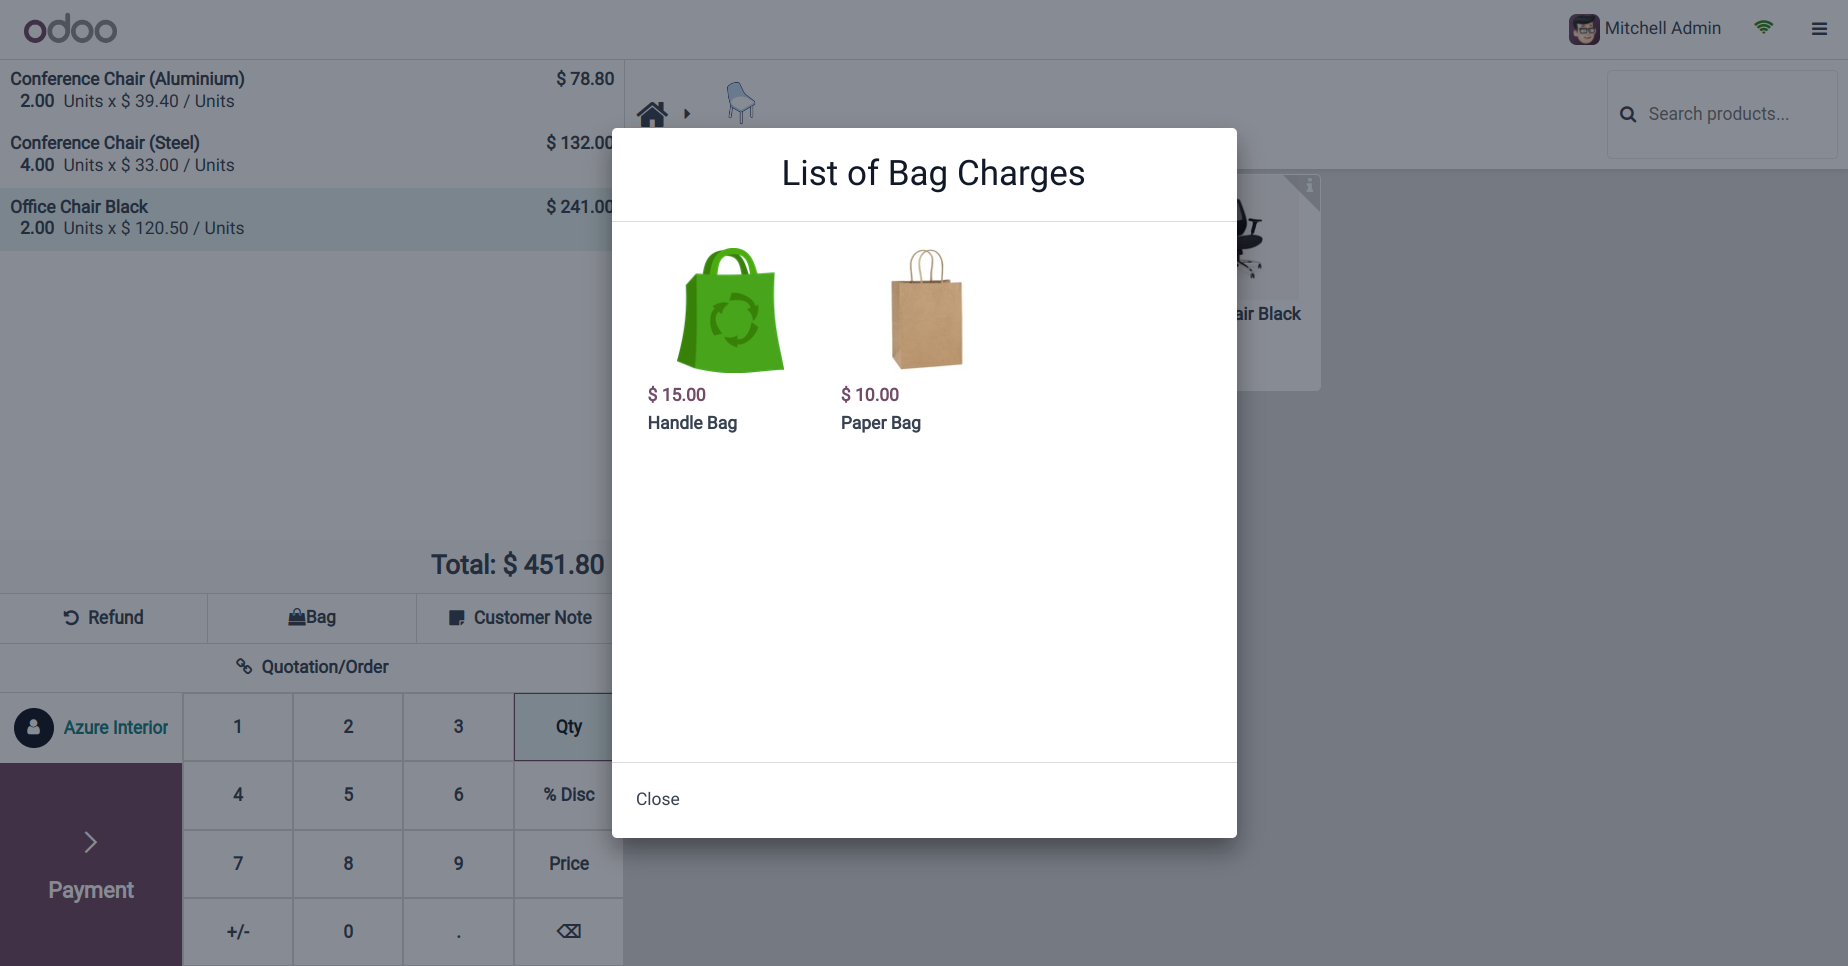 odoo
Mitchell Admin
Conference Chair (Aluminium) $ 78.80
2.00 Units x $ 39.40 / Units
Conference Chair (Steel) $ 132.00
4.00 Units x $ 33.00 / Units
Office Chair Black $ 241.00
2.00 Units x $ 120.50 / Units
Search products...
List of Bag Charges
$ 15.00
Handle Bag
$ 10.00
Paper Bag
air Black
Total: $ 451.80
Refund
Bag
Customer Note
Quotation/Order
Azure Interior
1 2 3 Qty
4 5 6 % Disc
7 8 9 Price
+/- 0 . ⌫
Payment
Close